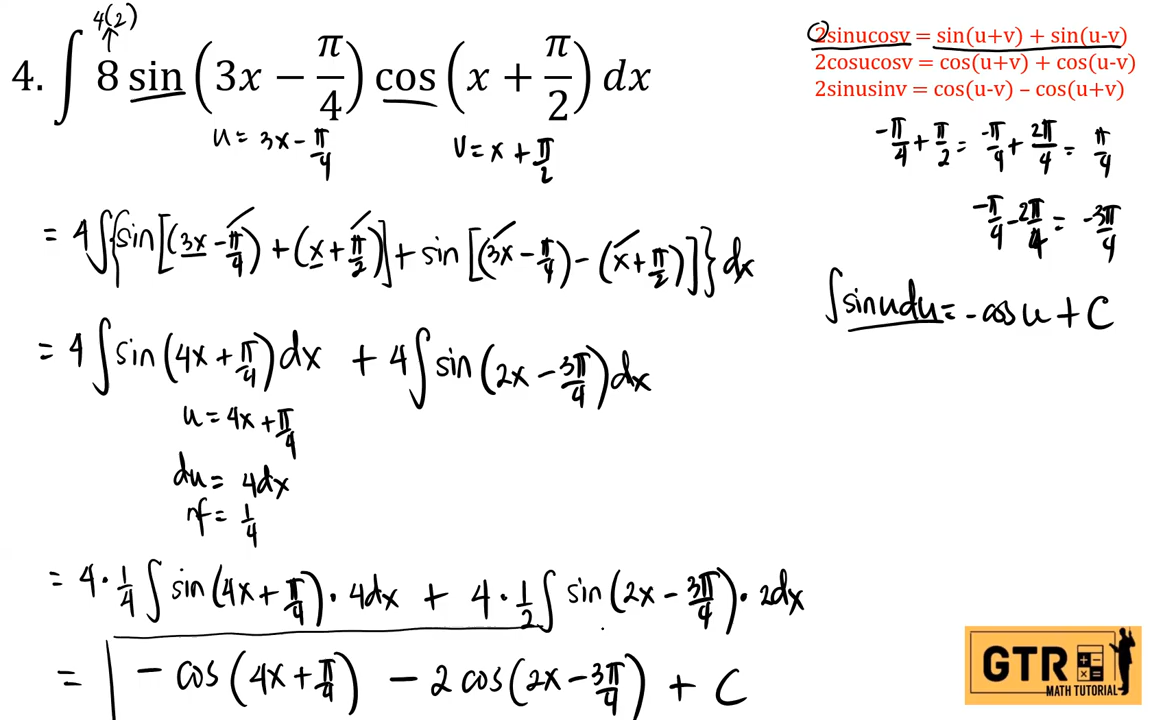 4(2)
↑
4. ∫ 8 sin (3x − π/4) cos (x + π/2) dx
u = 3x − π/4
v = x + π/2
= 4 ∫ { sin [(3x − π/4) + (x + π/2)] + sin [(3x − π/4) − (x + π/2)] } dx
= 4 ∫ sin (4x + π/4) dx + 4 ∫ sin (2x − 3π/4) dx
u = 4x + π/4
du = 4dx
nf = 1/4
= 4 · 1/4 ∫ sin (4x + π/4) · 4dx + 4 · 1/2 ∫ sin (2x − 3π/4) · 2dx
= − cos (4x + π/4) − 2 cos (2x − 3π/4) + C
2sinucosv = sin(u+v) + sin(u-v)
2cosucosv = cos(u+v) + cos(u-v)
2sinusinv = cos(u-v) – cos(u+v)
−π/4 + π/2 = −π/4 + 2π/4 = π/4
−π/4 − 2π/4 = −3π/4
∫ sin u du = − cos u + C
GTR
MATH TUTORIAL